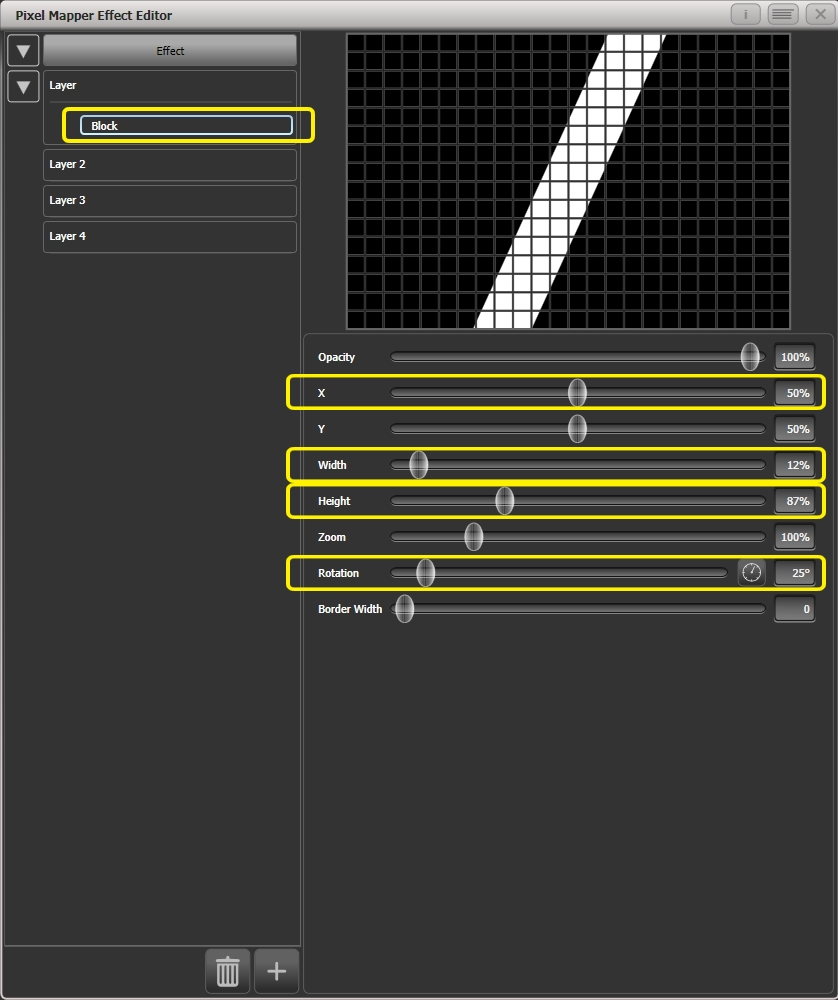 Pixel Mapper Effect Editor
i
Effect
Layer
Block
Layer 2
Layer 3
Layer 4
Opacity 100%
X 50%
Y 50%
Width 12%
Height 87%
Zoom 100%
Rotation 25°
Border Width 0